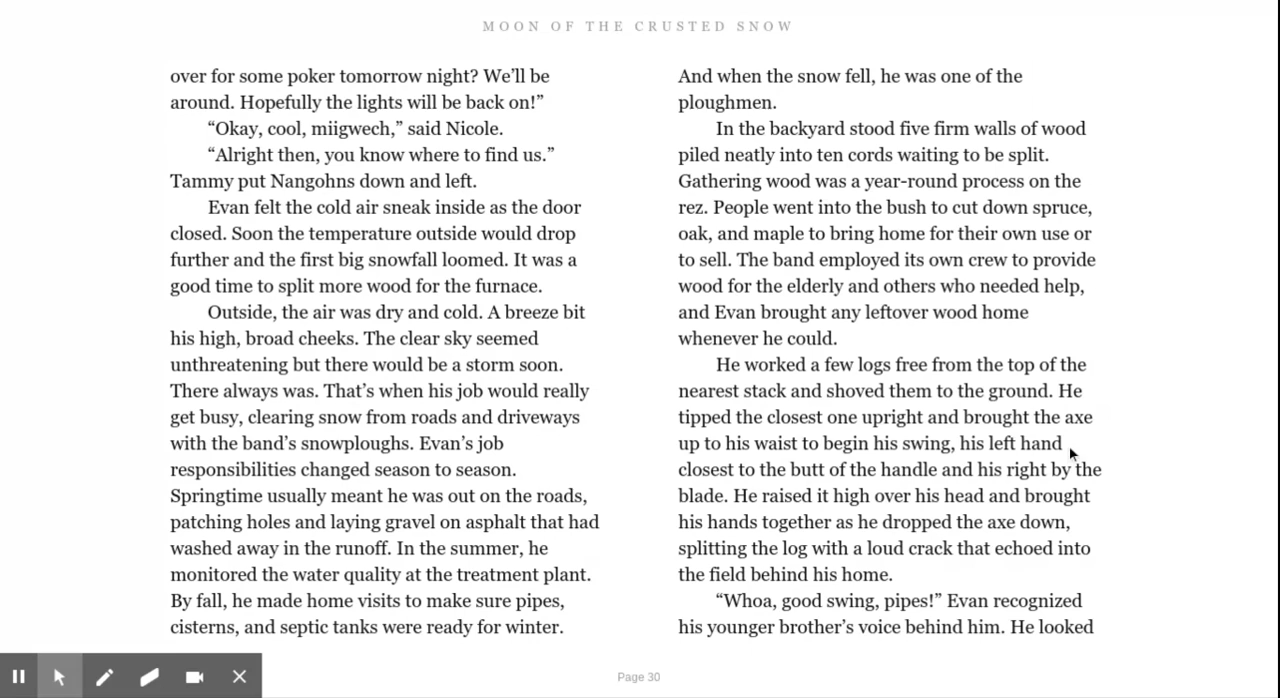 MOON OF THE CRUSTED SNOW
over for some poker tomorrow night? We’ll be
around. Hopefully the lights will be back on!”
“Okay, cool, miigwech,” said Nicole.
“Alright then, you know where to find us.”
Tammy put Nangohns down and left.
Evan felt the cold air sneak inside as the door
closed. Soon the temperature outside would drop
further and the first big snowfall loomed. It was a
good time to split more wood for the furnace.
Outside, the air was dry and cold. A breeze bit
his high, broad cheeks. The clear sky seemed
unthreatening but there would be a storm soon.
There always was. That’s when his job would really
get busy, clearing snow from roads and driveways
with the band’s snowploughs. Evan’s job
responsibilities changed season to season.
Springtime usually meant he was out on the roads,
patching holes and laying gravel on asphalt that had
washed away in the runoff. In the summer, he
monitored the water quality at the treatment plant.
By fall, he made home visits to make sure pipes,
cisterns, and septic tanks were ready for winter.
And when the snow fell, he was one of the
ploughmen.
In the backyard stood five firm walls of wood
piled neatly into ten cords waiting to be split.
Gathering wood was a year-round process on the
rez. People went into the bush to cut down spruce,
oak, and maple to bring home for their own use or
to sell. The band employed its own crew to provide
wood for the elderly and others who needed help,
and Evan brought any leftover wood home
whenever he could.
He worked a few logs free from the top of the
nearest stack and shoved them to the ground. He
tipped the closest one upright and brought the axe
up to his waist to begin his swing, his left hand
closest to the butt of the handle and his right by the
blade. He raised it high over his head and brought
his hands together as he dropped the axe down,
splitting the log with a loud crack that echoed into
the field behind his home.
“Whoa, good swing, pipes!” Evan recognized
his younger brother’s voice behind him. He looked
Page 30